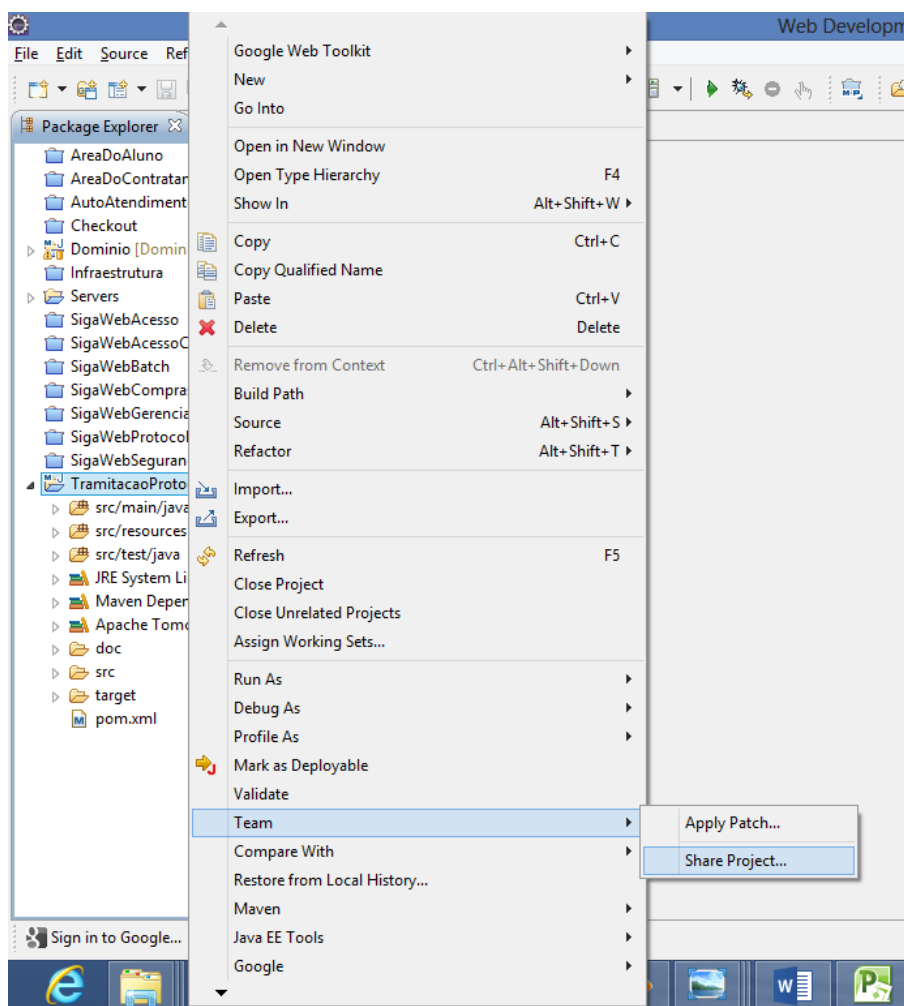 Web Developm
File Edit Source Ref
Package Explorer
AreaDoAluno
AreaDoContratar
AutoAtendiment
Checkout
Dominio [Domin
Infraestrutura
Servers
SigaWebAcesso
SigaWebAcessoC
SigaWebBatch
SigaWebCompra
SigaWebGerencia
SigaWebProtocol
SigaWebSeguran
TramitacaoProto
src/main/java
src/resources
src/test/java
JRE System Li
Maven Deper
Apache Tomc
doc
src
target
pom.xml
Sign in to Google...
Google Web Toolkit
New
Go Into
Open in New Window
Open Type Hierarchy F4
Show In Alt+Shift+W
Copy Ctrl+C
Copy Qualified Name
Paste Ctrl+V
Delete Delete
Remove from Context Ctrl+Alt+Shift+Down
Build Path
Source Alt+Shift+S
Refactor Alt+Shift+T
Import...
Export...
Refresh F5
Close Project
Close Unrelated Projects
Assign Working Sets...
Run As
Debug As
Profile As
Mark as Deployable
Validate
Team
Compare With
Restore from Local History...
Maven
Java EE Tools
Google
Apply Patch...
Share Project...